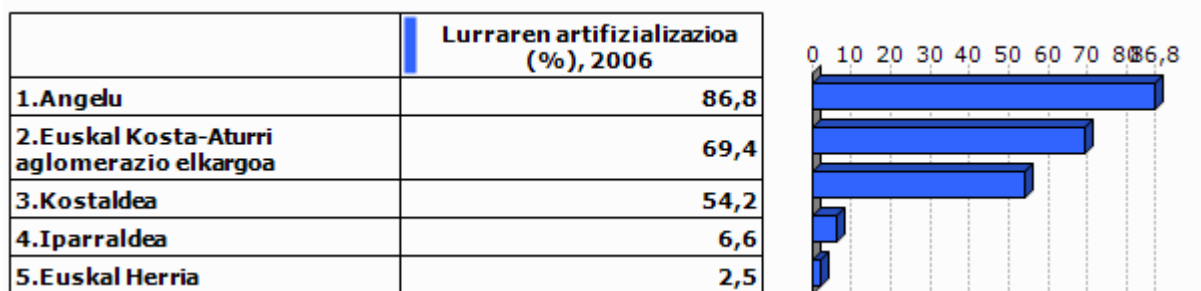 Lurraren artifizializazioa
(%), 2006
0 10 20 30 40 50 60 70 80 86,8
1.Angelu 86,8
2.Euskal Kosta-Aturri
aglomerazio elkargoa 69,4
3.Kostaldea 54,2
4.Iparraldea 6,6
5.Euskal Herria 2,5